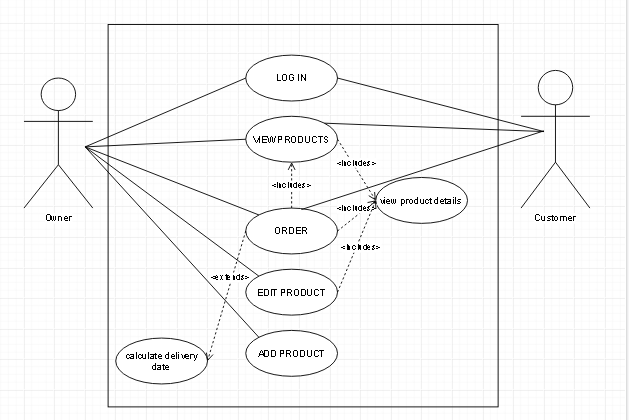 LOG IN
VIEW PRODUCTS
<Includes>
<Includes>
view product details
Owner
Customer
<Includes>
ORDER
<Includes>
<extends>
EDIT PRODUCT
calculate delivery
date
ADD PRODUCT